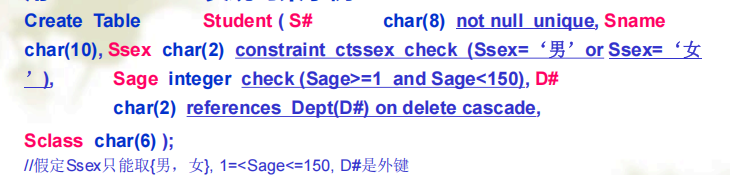 Create Table Student ( S# char(8) not null unique, Sname
char(10), Ssex char(2) constraint ctssex check (Ssex=‘男’or Ssex=‘女
’), Sage integer check (Sage>=1 and Sage<150), D#
char(2) references Dept(D#) on delete cascade,
Sclass char(6) );
//假定Ssex只能取{男，女}, 1=<Sage<=150, D#是外键